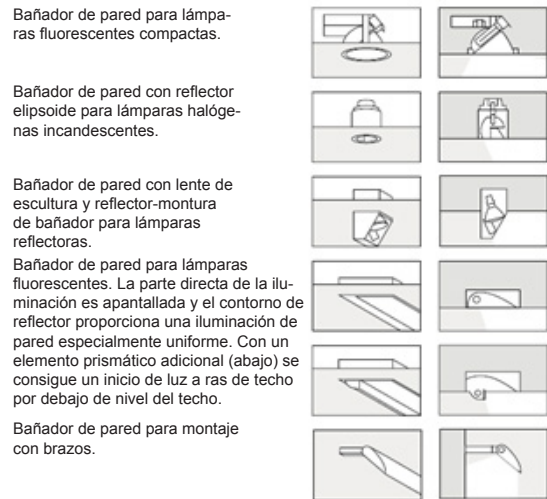 Bañador de pared para lámpa-
ras fluorescentes compactas.
Bañador de pared con reflector
elipsoide para lámparas halóge-
nas incandescentes.
Bañador de pared con lente de
escultura y reflector-montura
de bañador para lámparas
reflectoras.
Bañador de pared para lámparas
fluorescentes. La parte directa de la ilu-
minación es apantallada y el contorno de
reflector proporciona una iluminación de
pared especialmente uniforme. Con un
elemento prismático adicional (abajo) se
consigue un inicio de luz a ras de techo
por debajo de nivel del techo.
Bañador de pared para montaje
con brazos.